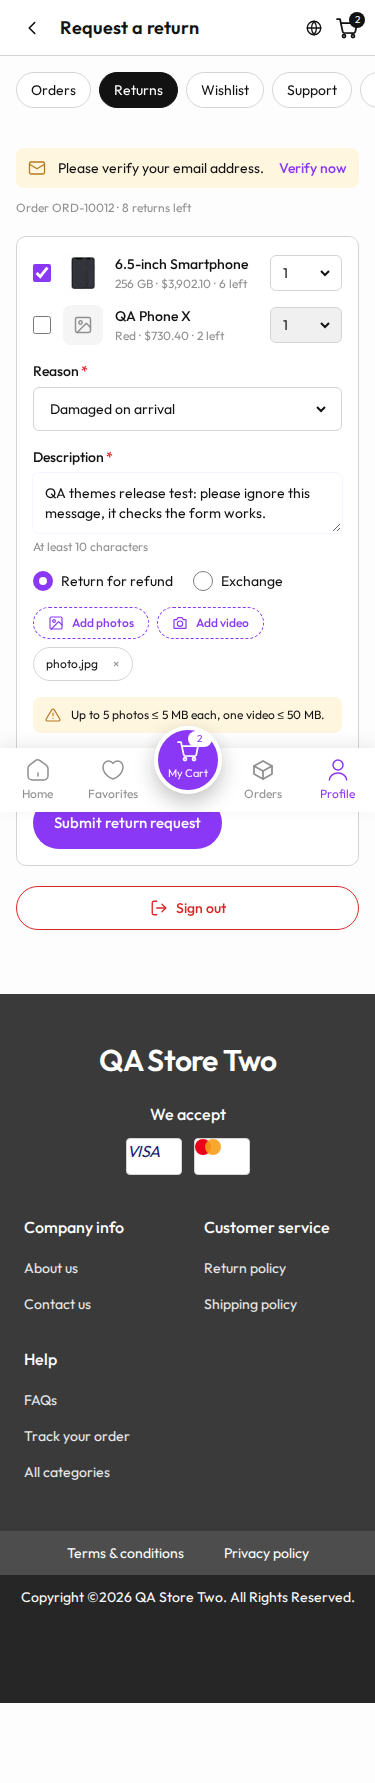 Request a return
2
Orders
Returns
Wishlist
Support
Please verify your email address.
Verify now
Order ORD-10012 · 8 returns left
6.5-inch Smartphone
256 GB · $3,902.10 · 6 left
1
QA Phone X
Red · $730.40 · 2 left
1
Reason *
Damaged on arrival
Description *
QA themes release test: please ignore this
message, it checks the form works.
At least 10 characters
Return for refund
Exchange
Add photos
Add video
photo.jpg ×
Up to 5 photos ≤ 5 MB each, one video ≤ 50 MB.
2
Home
Favorites
My Cart
Orders
Profile
Submit return request
Sign out
QA Store Two
We accept
VISA
Company info
Customer service
About us
Return policy
Contact us
Shipping policy
Help
FAQs
Track your order
All categories
Terms & conditions
Privacy policy
Copyright ©2026 QA Store Two. All Rights Reserved.